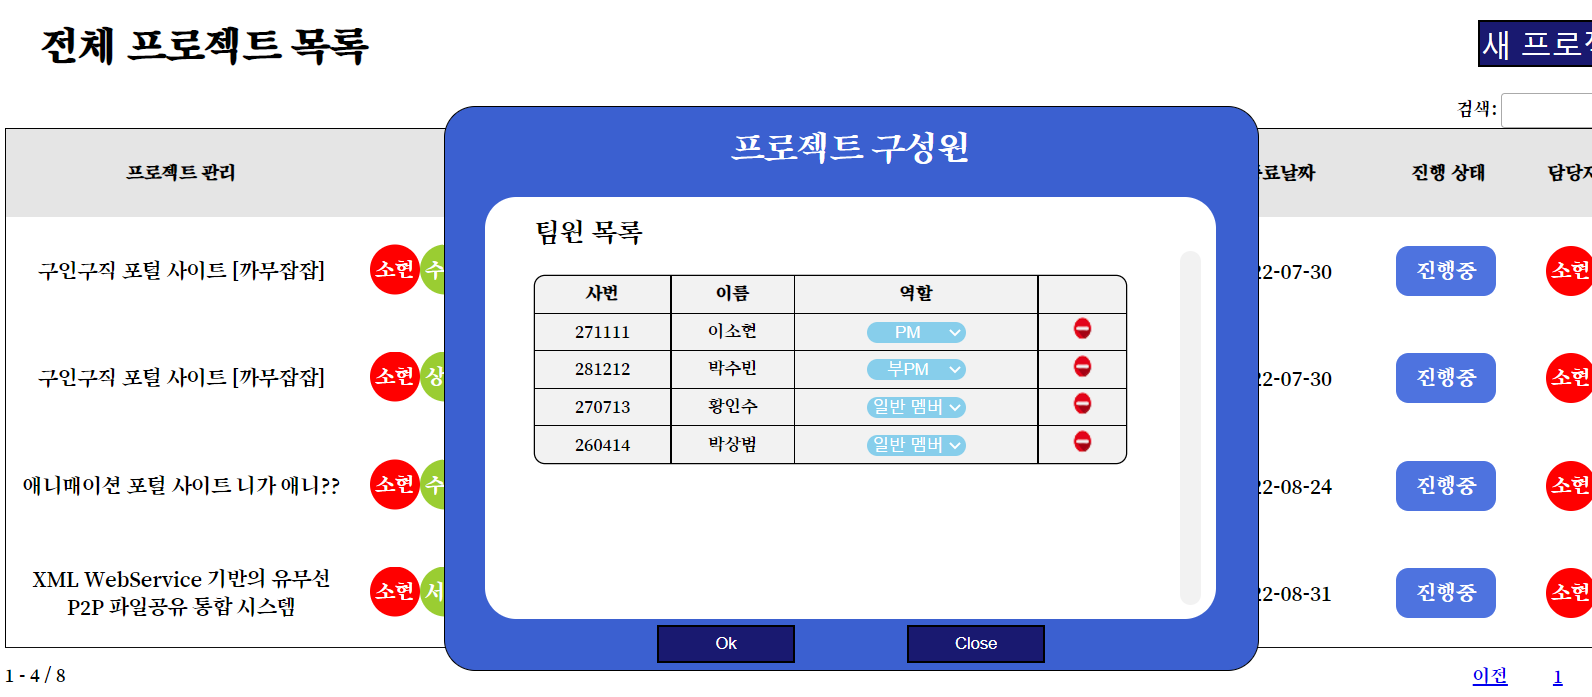 전체 프로젝트 목록
새 프로젝
검색:
프로젝트 관리
료날짜
진행 상태
담당자
구인구직 포털 사이트 [까무잡잡]
소현
수
22-07-30
진행중
소현
구인구직 포털 사이트 [까무잡잡]
소현
상
22-07-30
진행중
소현
애니매이션 포털 사이트 니가 애니??
소현
수
22-08-24
진행중
소현
XML WebService 기반의 유무선
P2P 파일공유 통합 시스템
소현
서
22-08-31
진행중
소현
1 - 4 / 8
이전
1
프로젝트 구성원
팀원 목록
사번 이름 역할
271111 이소현 PM
281212 박수빈 부PM
270713 황인수 일반 멤버
260414 박상범 일반 멤버
Ok
Close